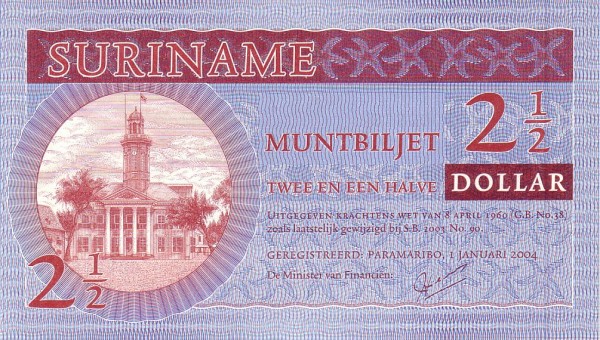 SURINAME
MUNTBILJET
2 1/2
TWEE EN EEN HALVE DOLLAR
UITGEGEVEN KRACHTENS WET VAN 8 APRIL 1960 (G.B. No.38)
zoals laatstelijk gewijzigd bij S.B. 2003 No. 90.
GEREGISTREERD: PARAMARIBO, 1 JANUARI 2004
De Minister van Financiën:
2 1/2